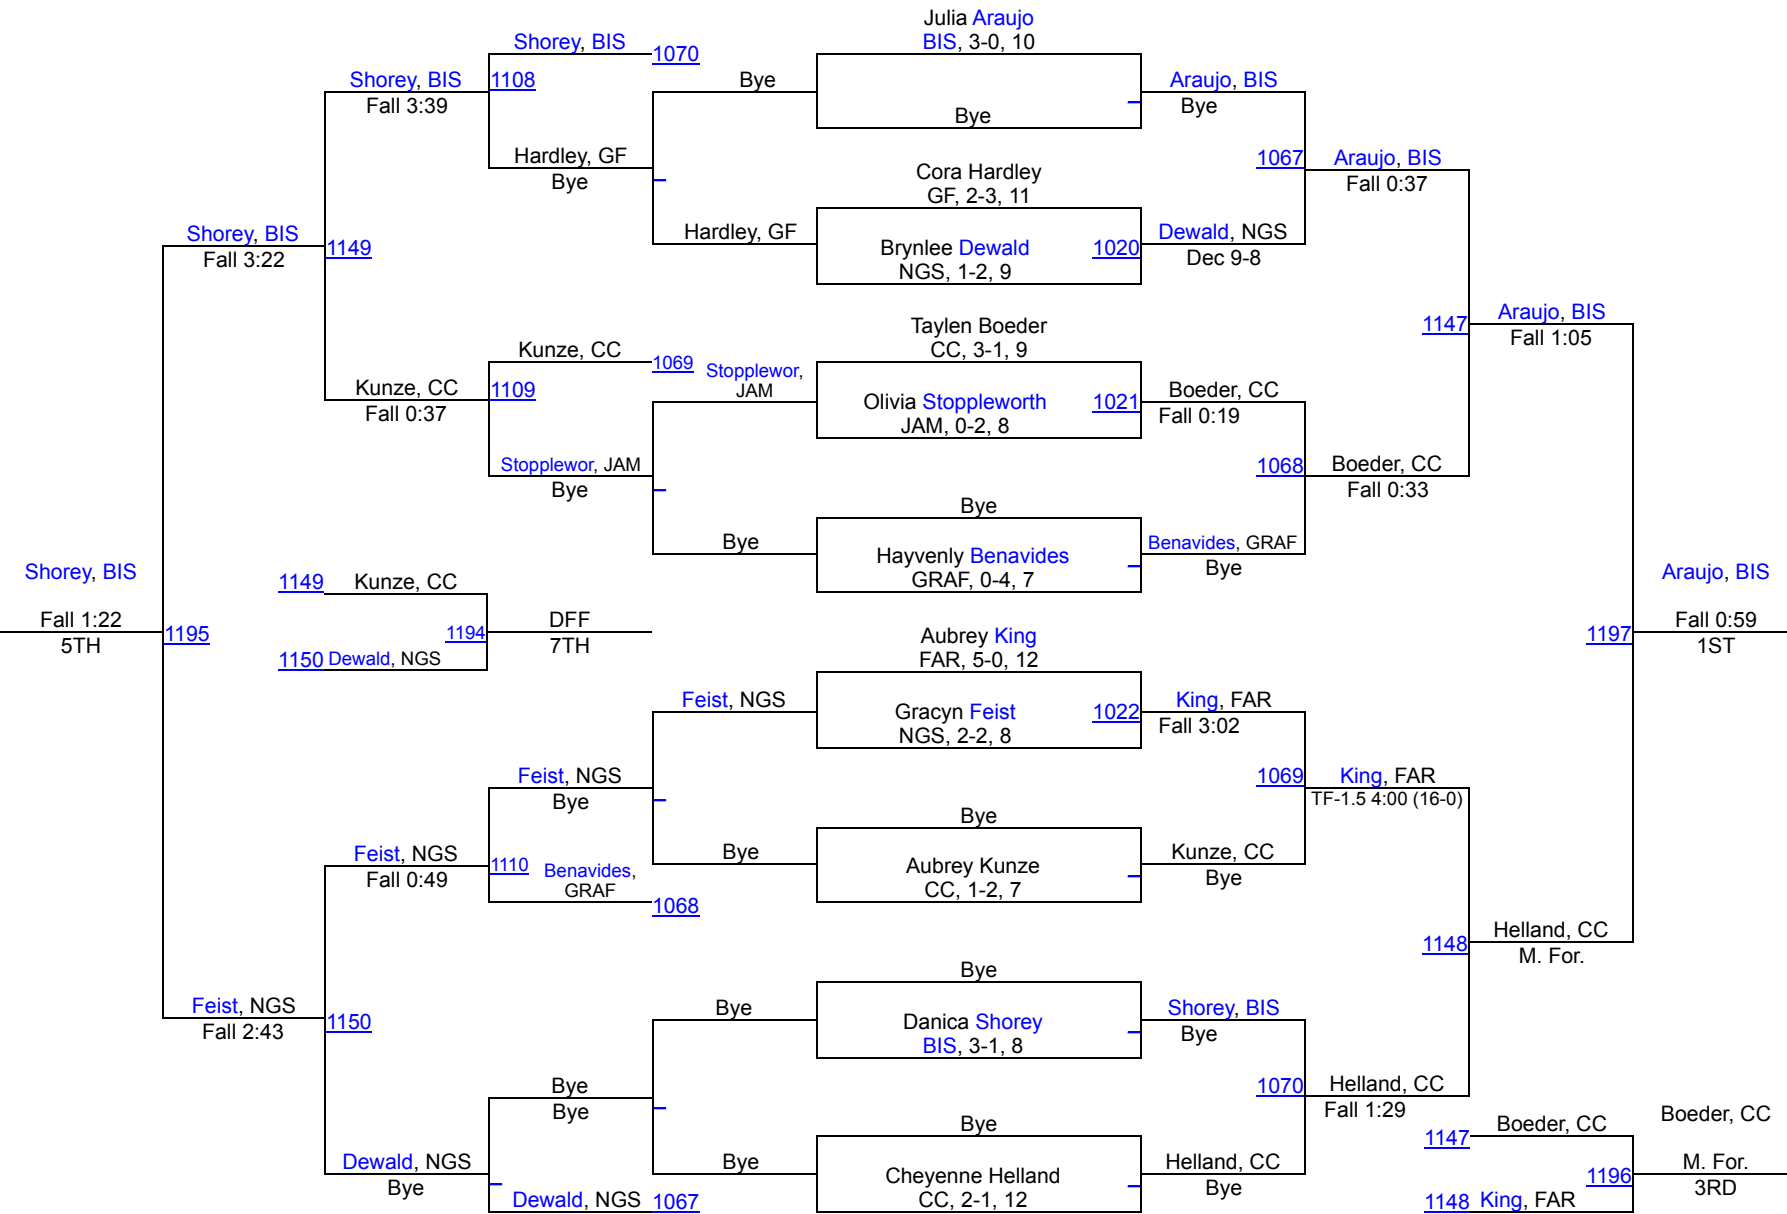 Julia Araujo
BIS, 3-0, 10
Shorey, BIS
1070
Shorey, BIS
1108
Fall 3:39
Bye
Araujo, BIS
Bye
Bye
Hardley, GF
Bye
Cora Hardley
GF, 2-3, 11
1067
Araujo, BIS
Fall 0:37
Shorey, BIS
1149
Fall 3:22
Hardley, GF
Brynlee Dewald
NGS, 1-2, 9
1020
Dewald, NGS
Dec 9-8
Araujo, BIS
1147
Fall 1:05
Taylen Boeder
CC, 3-1, 9
Kunze, CC
1069
Stopplewor,
JAM
Kunze, CC
1109
Fall 0:37
Olivia Stoppleworth
JAM, 0-2, 8
1021
Boeder, CC
Fall 0:19
Stopplewor, JAM
Bye
1068
Boeder, CC
Fall 0:33
Bye
Bye
Hayvenly Benavides
GRAF, 0-4, 7
Benavides, GRAF
Bye
Shorey, BIS
Fall 1:22
5TH
1195
1149
Kunze, CC
1194
1150
Dewald, NGS
DFF
7TH
Araujo, BIS
Fall 0:59
1ST
1197
Aubrey King
FAR, 5-0, 12
Feist, NGS
Gracyn Feist
NGS, 2-2, 8
1022
King, FAR
Fall 3:02
Feist, NGS
Bye
1069
King, FAR
TF-1.5 4:00 (16-0)
Bye
Feist, NGS
1110
Fall 0:49
Benavides,
GRAF
1068
Bye
Aubrey Kunze
CC, 1-2, 7
Kunze, CC
Bye
Helland, CC
1148
M. For.
Bye
Feist, NGS
1150
Fall 2:43
Bye
Danica Shorey
BIS, 3-1, 8
Shorey, BIS
Bye
Bye
Bye
1070
Helland, CC
Fall 1:29
Bye
Boeder, CC
1147
Boeder, CC
Dewald, NGS
Bye
Bye
Cheyenne Helland
CC, 2-1, 12
Helland, CC
Bye
1196
M. For.
3RD
Dewald, NGS
1067
1148
King, FAR